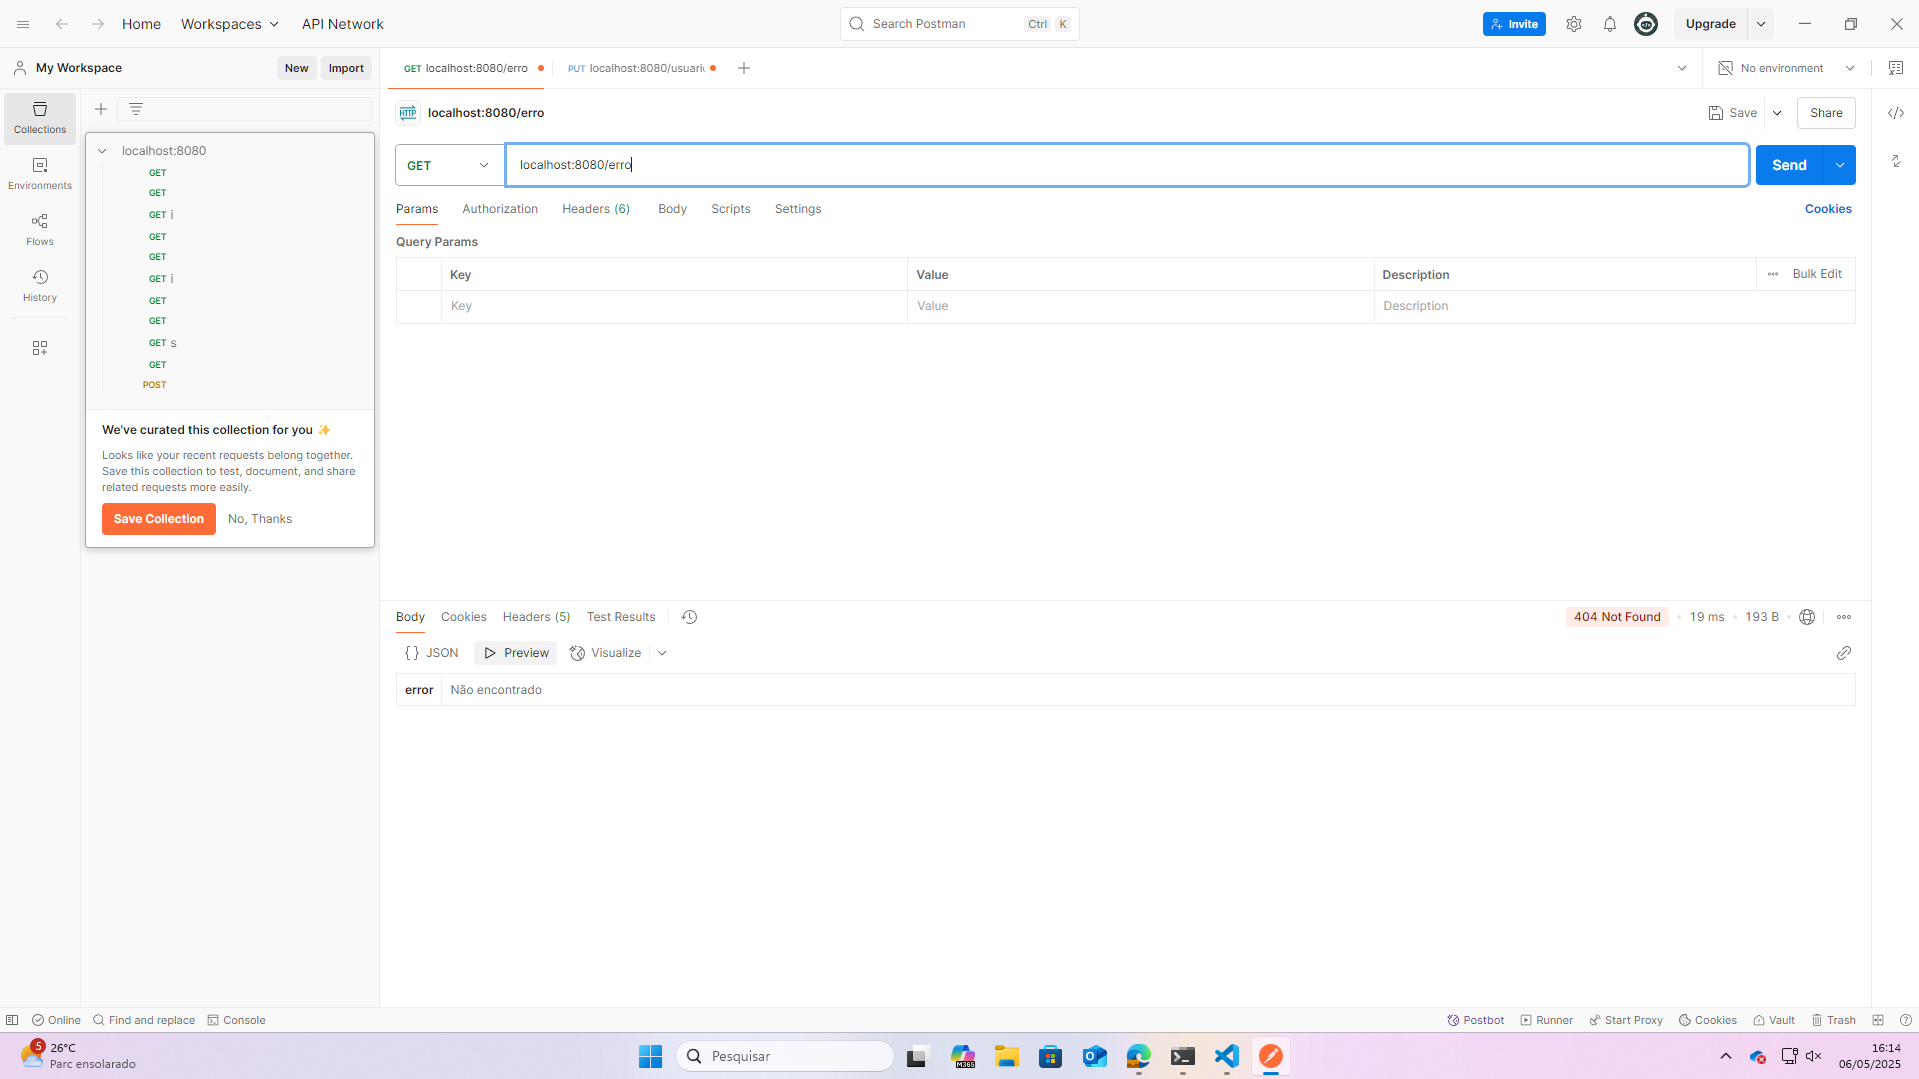 Home Workspaces API Network Search Postman Ctrl K Invite Upgrade
My Workspace New Import GET localhost:8080/erro PUT localhost:8080/usuari No environment
Collections
Environments
Flows
History
localhost:8080
GET
GET
GET i
GET
GET
GET i
GET
GET
GET s
GET
POST
We've curated this collection for you ✨
Looks like your recent requests belong together.
Save this collection to test, document, and share
related requests more easily.
Save Collection No, Thanks
HTTP localhost:8080/erro Save Share
GET localhost:8080/erro Send
Params Authorization Headers (6) Body Scripts Settings Cookies
Query Params
Key Value Description Bulk Edit
Key Value Description
Body Cookies Headers (5) Test Results 404 Not Found 19 ms 193 B
{} JSON Preview Visualize
error Não encontrado
Online Find and replace Console Postbot Runner Start Proxy Cookies Vault Trash
5 26°C
Parc ensolarado
Pesquisar
M365
16:14
06/05/2025